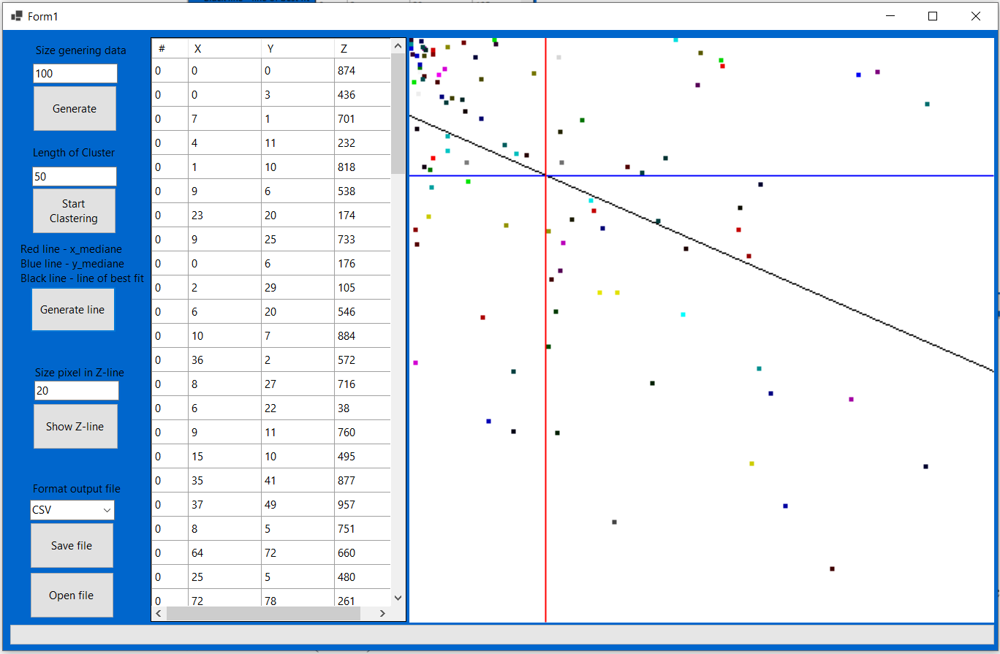 Form1
Size genering data
100
Generate
Length of Cluster
50
Start
Clastering
Red line - x_mediane
Blue line - y_mediane
Black line - line of best fit
Generate line
Size pixel in Z-line
20
Show Z-line
Format output file
CSV
Save file
Open file
# X Y Z
0 0 0 874
0 0 3 436
0 7 1 701
0 4 11 232
0 1 10 818
0 9 6 538
0 23 20 174
0 9 25 733
0 0 6 176
0 2 29 105
0 6 20 546
0 10 7 884
0 36 2 572
0 8 27 716
0 6 22 38
0 9 11 760
0 15 10 495
0 35 41 877
0 37 49 957
0 8 5 751
0 64 72 660
0 25 5 480
0 72 78 261